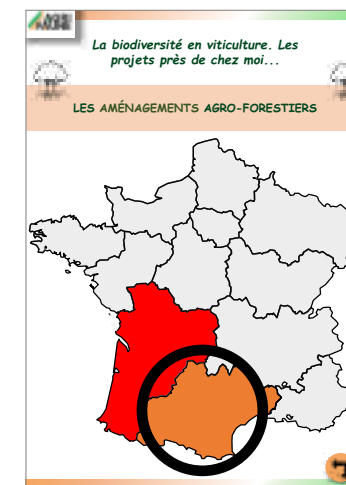 La biodiversité en viticulture. Les
projets près de chez moi...
LES AMÉNAGEMENTS AGRO-FORESTIERS